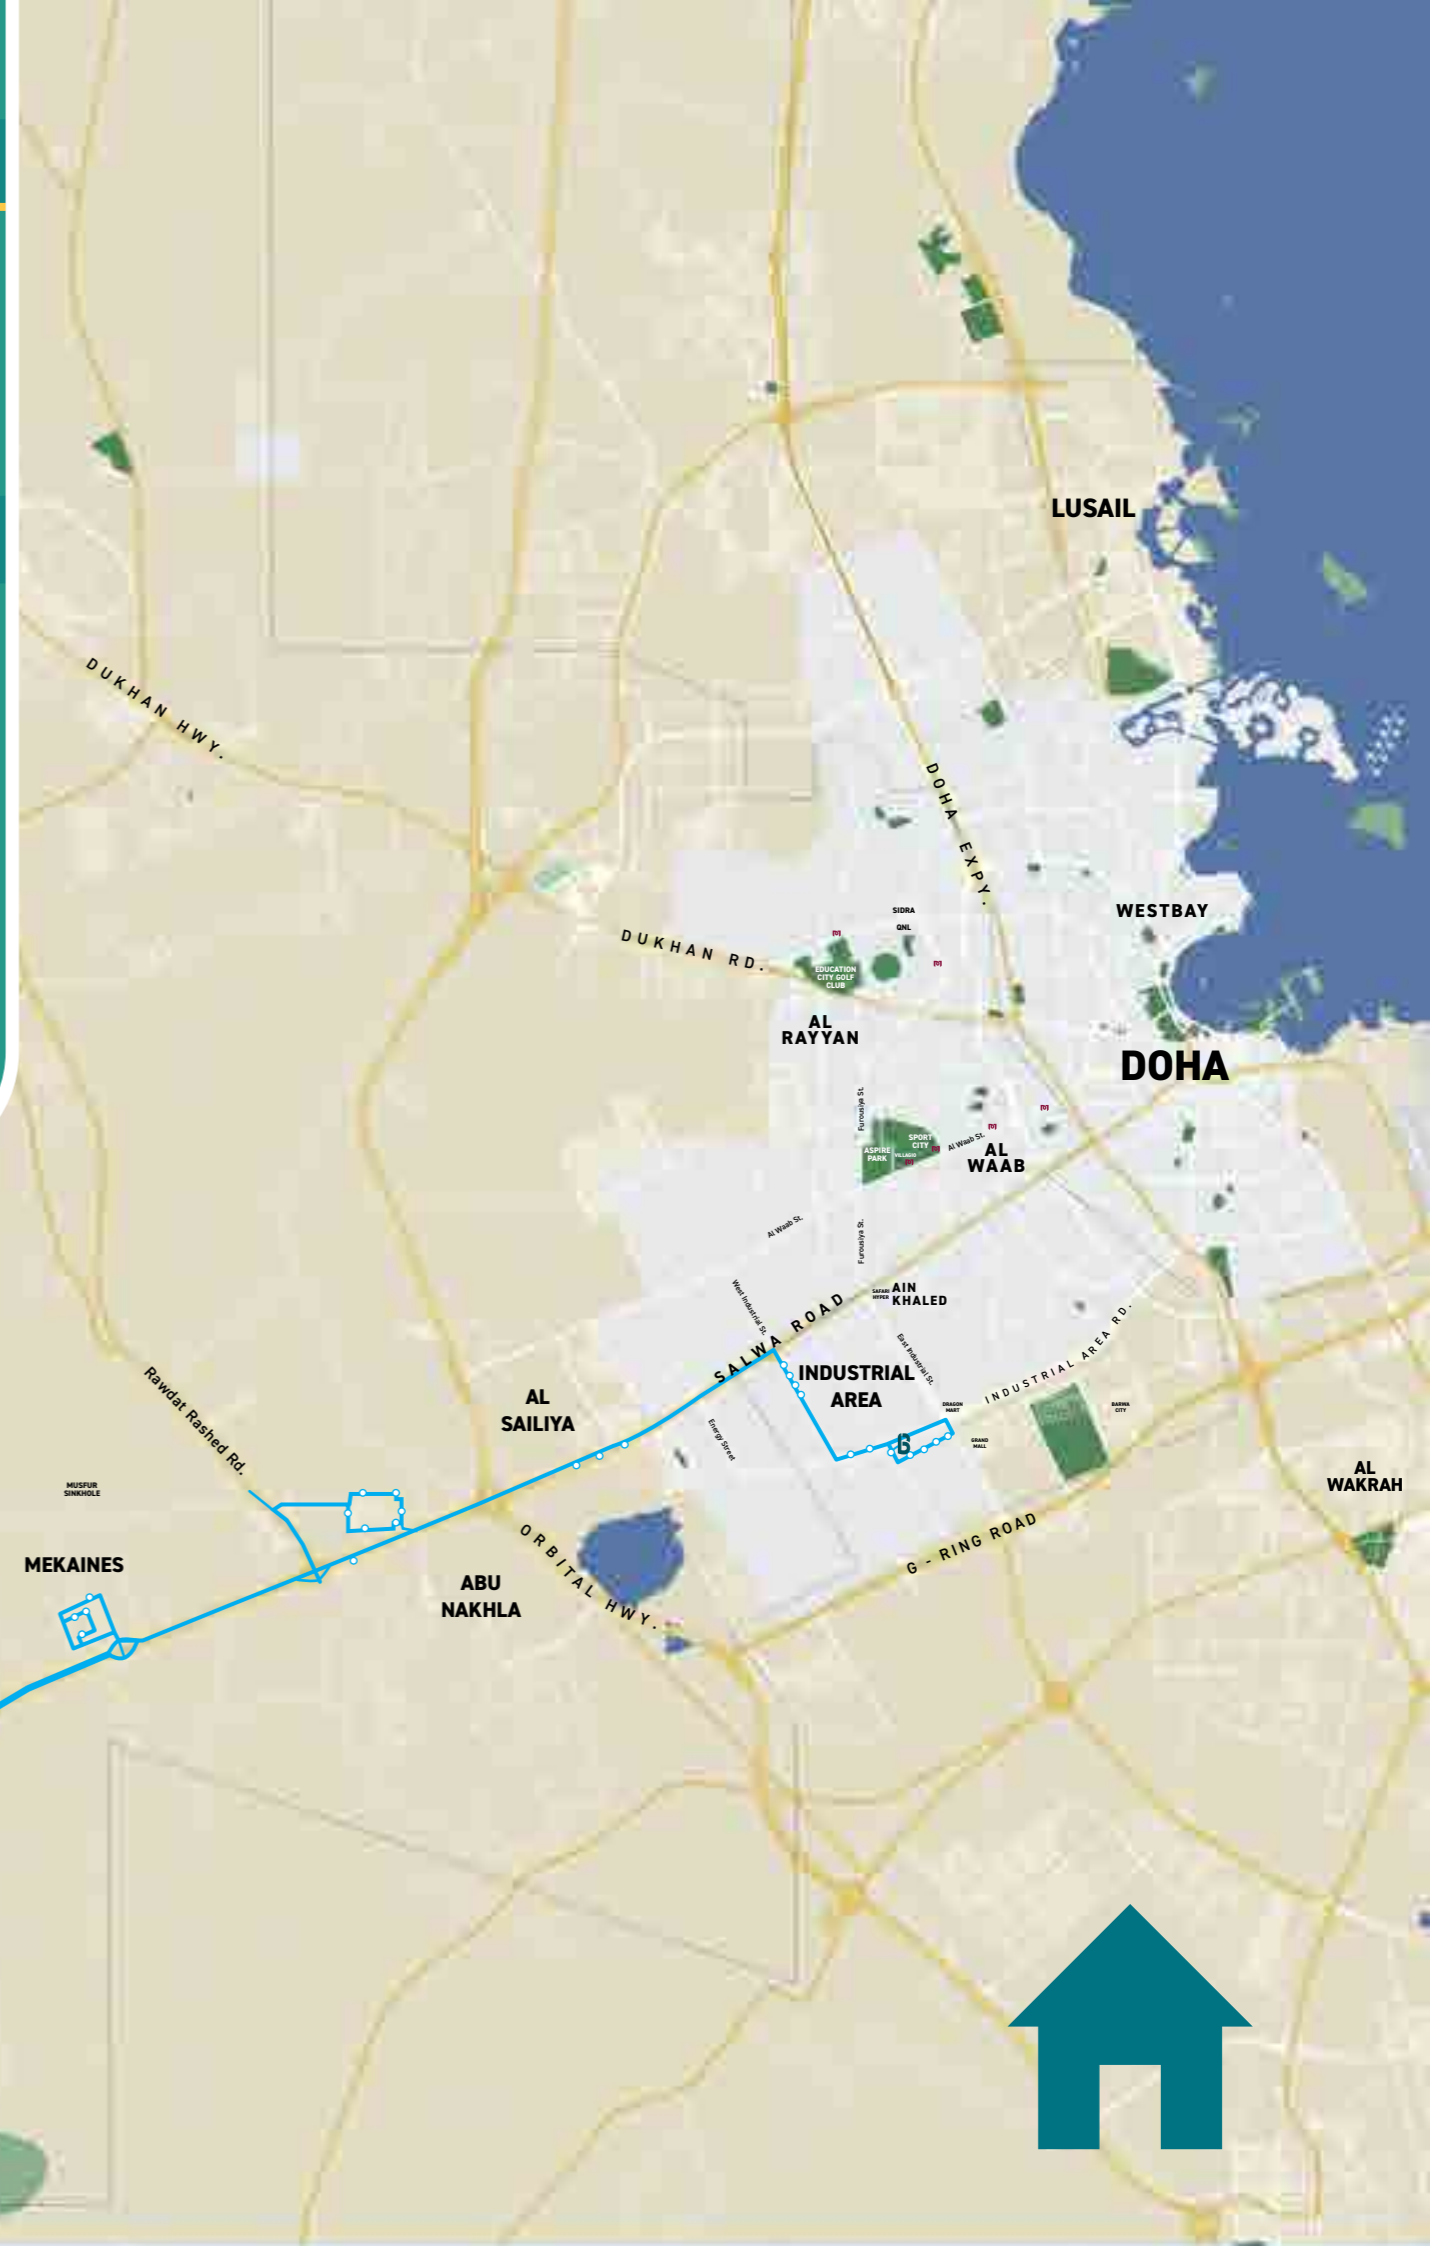 LUSAIL
DUKHAN HWY.
DOHA EXPY.
SIDRA
QNL
WESTBAY
DUKHAN RD.
EDUCATION
CITY GOLF
CLUB
AL
RAYYAN
DOHA
Furousiya St.
SPORT
CITY
ASPIRE
PARK
VILLAGIO
Al Waab St.
AL
WAAB
Al Waab St.
Furousiya St.
West Industrial St.
SALWA ROAD
SAFARI
HYPER
AIN
KHALED
East Industrial St.
INDUSTRIAL AREA RD.
INDUSTRIAL
AREA
Rawdat Rashed Rd.
AL
SAILIYA
Energy Street
DRAGON
MART
BARWA
CITY
GRAND
MALL
B
AL
WAKRAH
MUSFUR
SINKHOLE
MEKAINES
ORBITAL HWY.
G - RING ROAD
ABU
NAKHLA